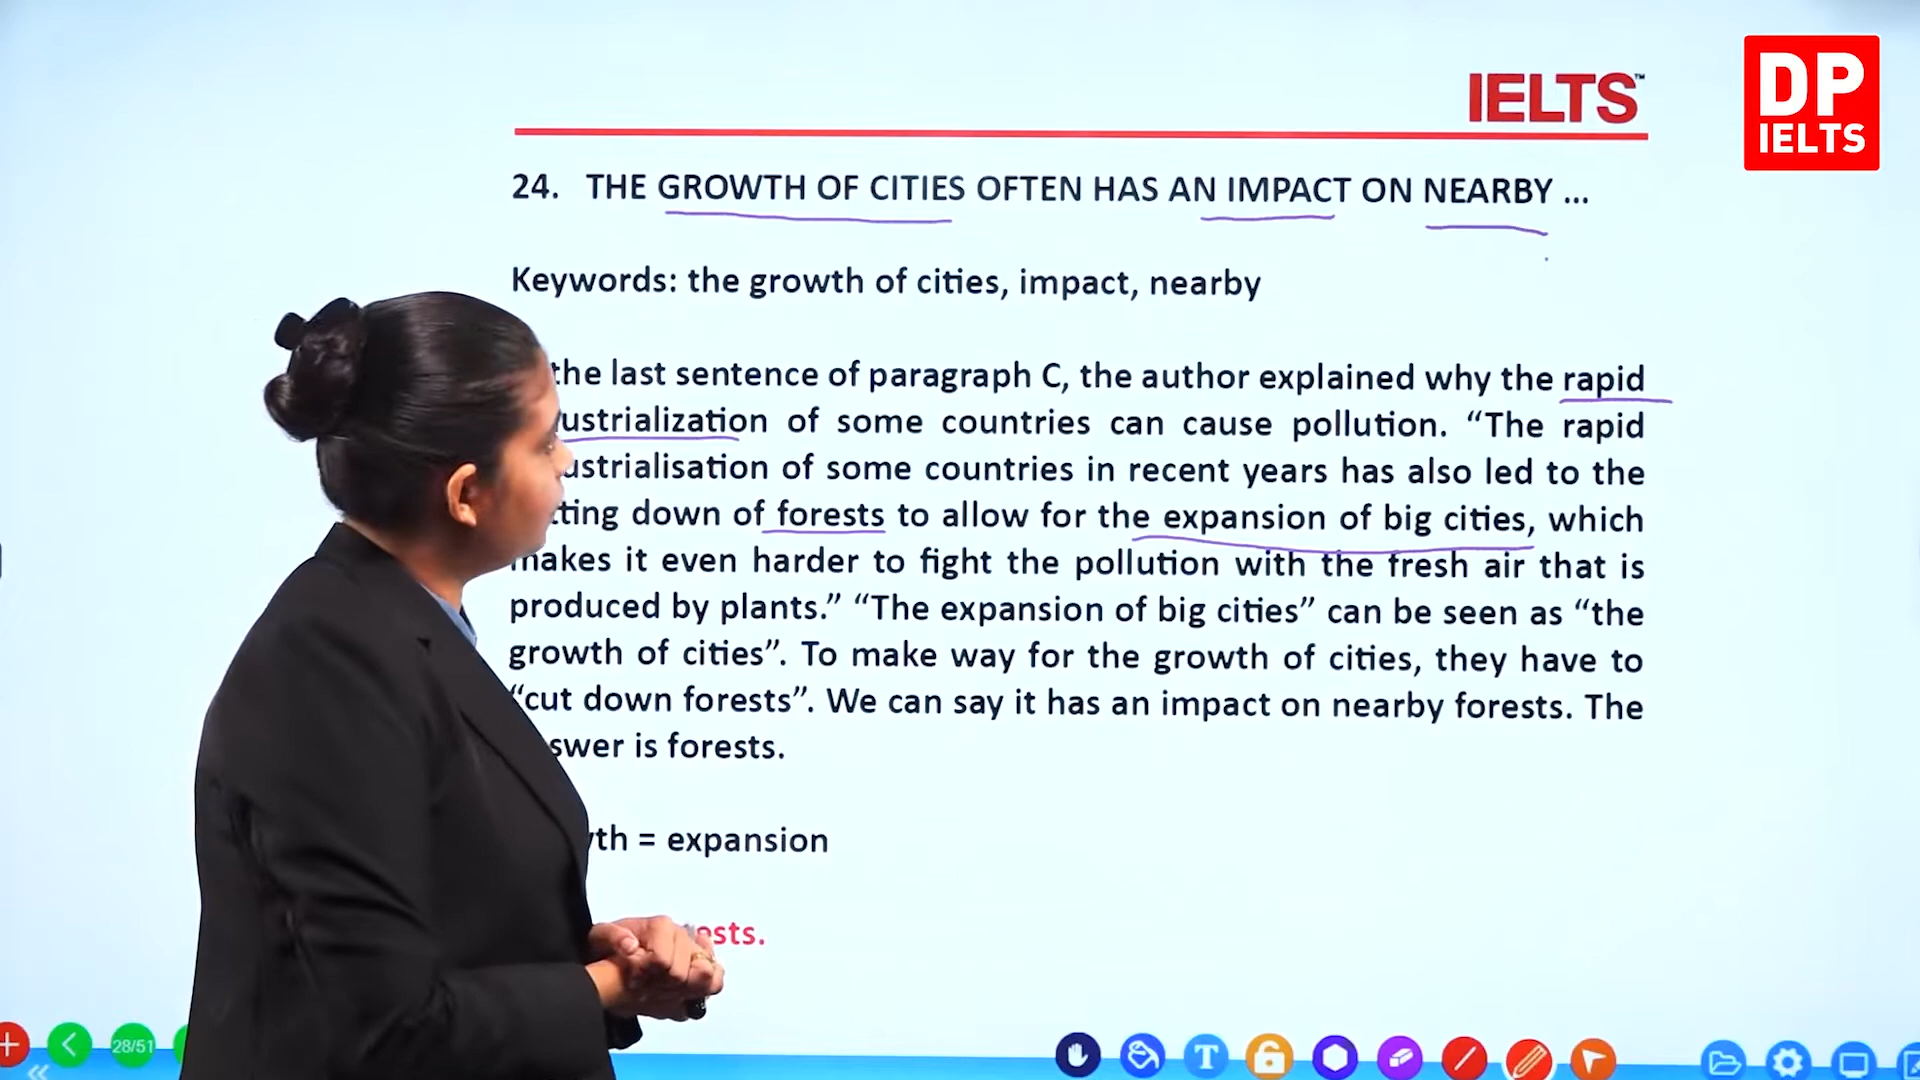 IELTS™
DP
IELTS
24. THE GROWTH OF CITIES OFTEN HAS AN IMPACT ON NEARBY ...
Keywords: the growth of cities, impact, nearby
the last sentence of paragraph C, the author explained why the rapid
ustrialization of some countries can cause pollution. “The rapid
ustrialisation of some countries in recent years has also led to the
tting down of forests to allow for the expansion of big cities, which
makes it even harder to fight the pollution with the fresh air that is
produced by plants.” “The expansion of big cities” can be seen as “the
growth of cities”. To make way for the growth of cities, they have to
“cut down forests”. We can say it has an impact on nearby forests. The
swer is forests.
th = expansion
ests.
28/51
T